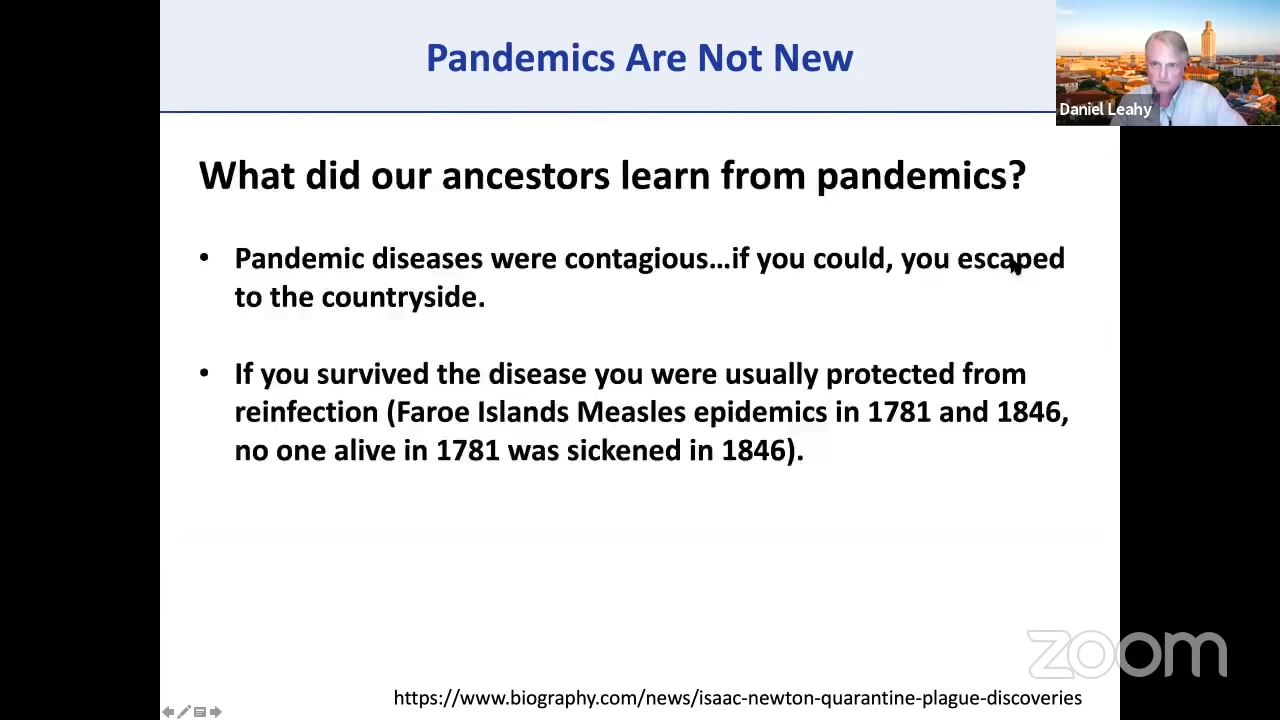 Pandemics Are Not New
Daniel Leahy
What did our ancestors learn from pandemics?
• Pandemic diseases were contagious…if you could, you escaped
to the countryside.
• If you survived the disease you were usually protected from
reinfection (Faroe Islands Measles epidemics in 1781 and 1846,
no one alive in 1781 was sickened in 1846).
zoom
https://www.biography.com/news/isaac-newton-quarantine-plague-discoveries